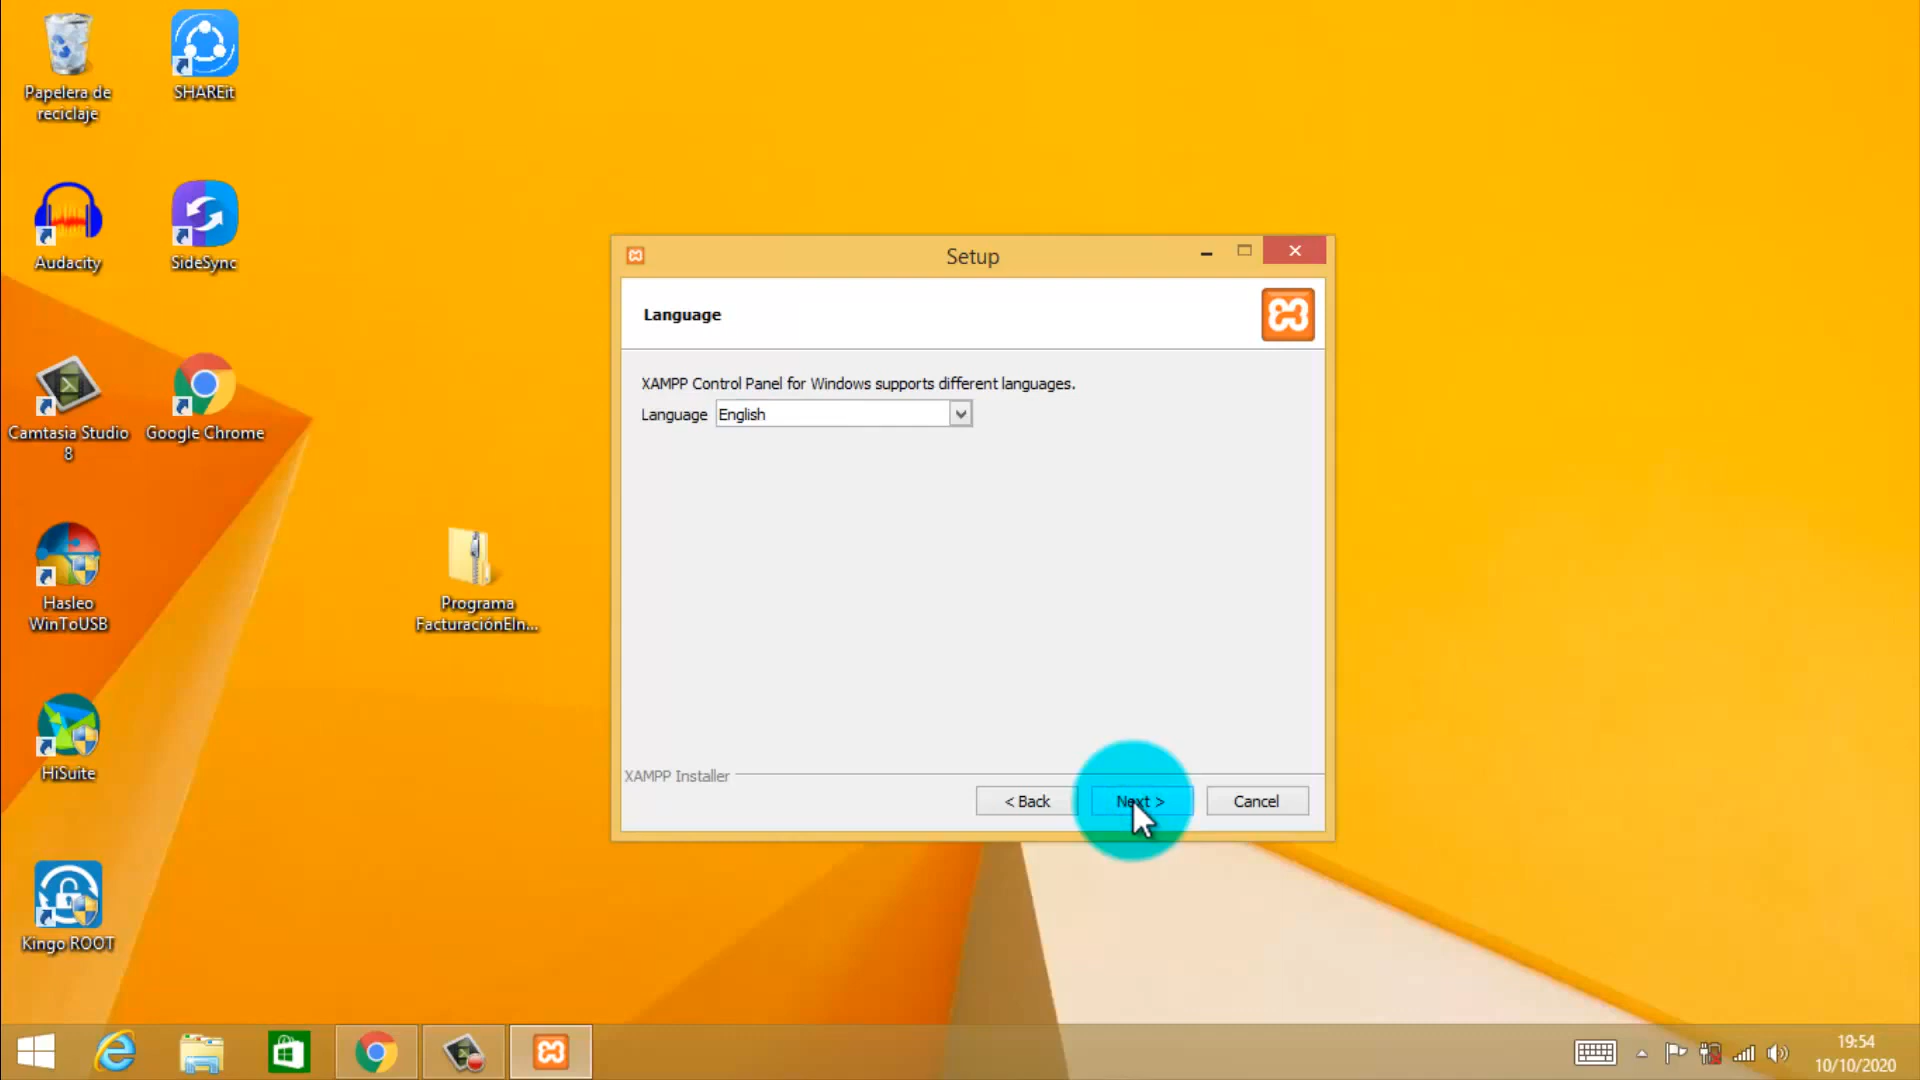 Papelera de
reciclaje
SHAREit
Audacity
SideSync
Camtasia Studio
8
Google Chrome
Hasleo
WinToUSB
Programa
FacturaciónEln...
HiSuite
Kingo ROOT
Setup
Language
XAMPP Control Panel for Windows supports different languages.
Language English
XAMPP Installer
< Back
Next >
Cancel
19:54
10/10/2020